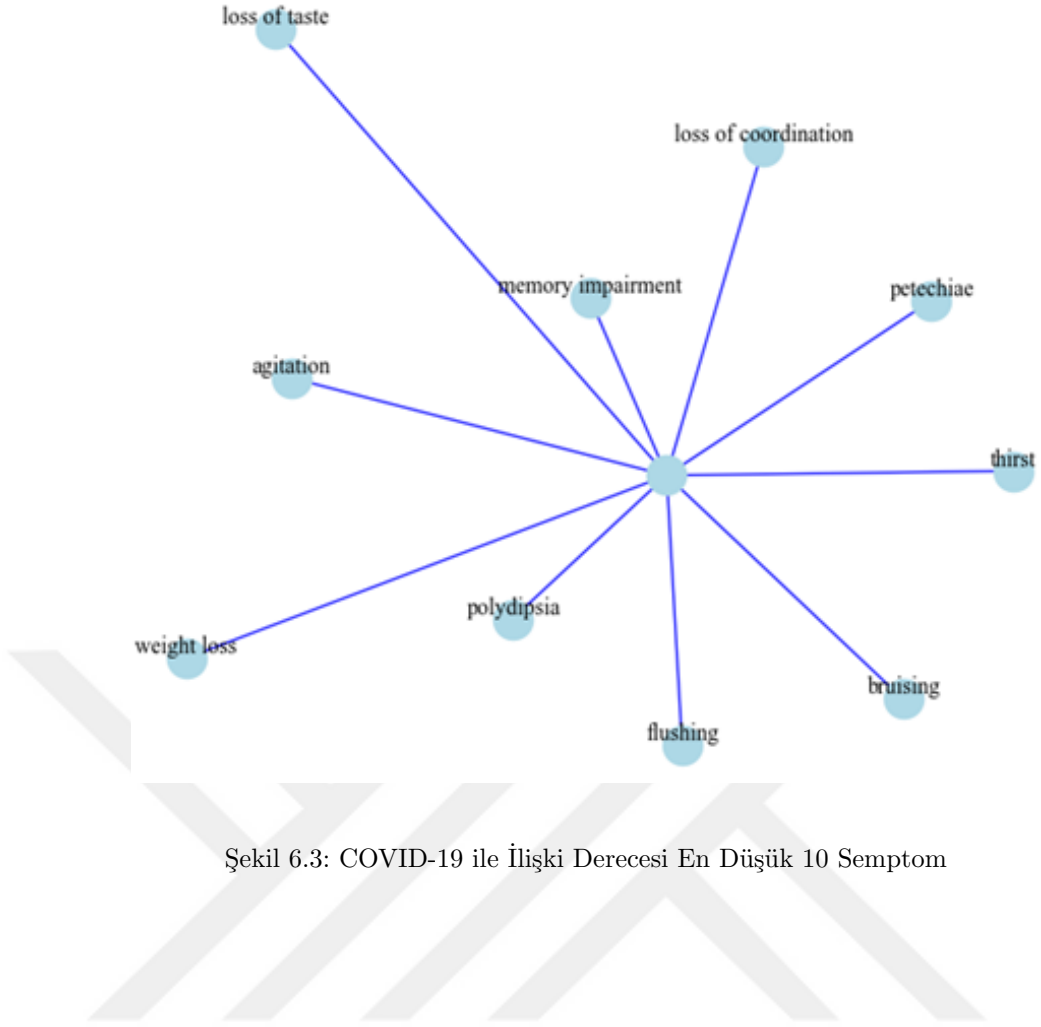 loss of taste
loss of coordination
memory impairment
petechiae
agitation
thirst
polydipsia
weight loss
bruising
flushing
Şekil 6.3: COVID-19 ile İlişki Derecesi En Düşük 10 Semptom